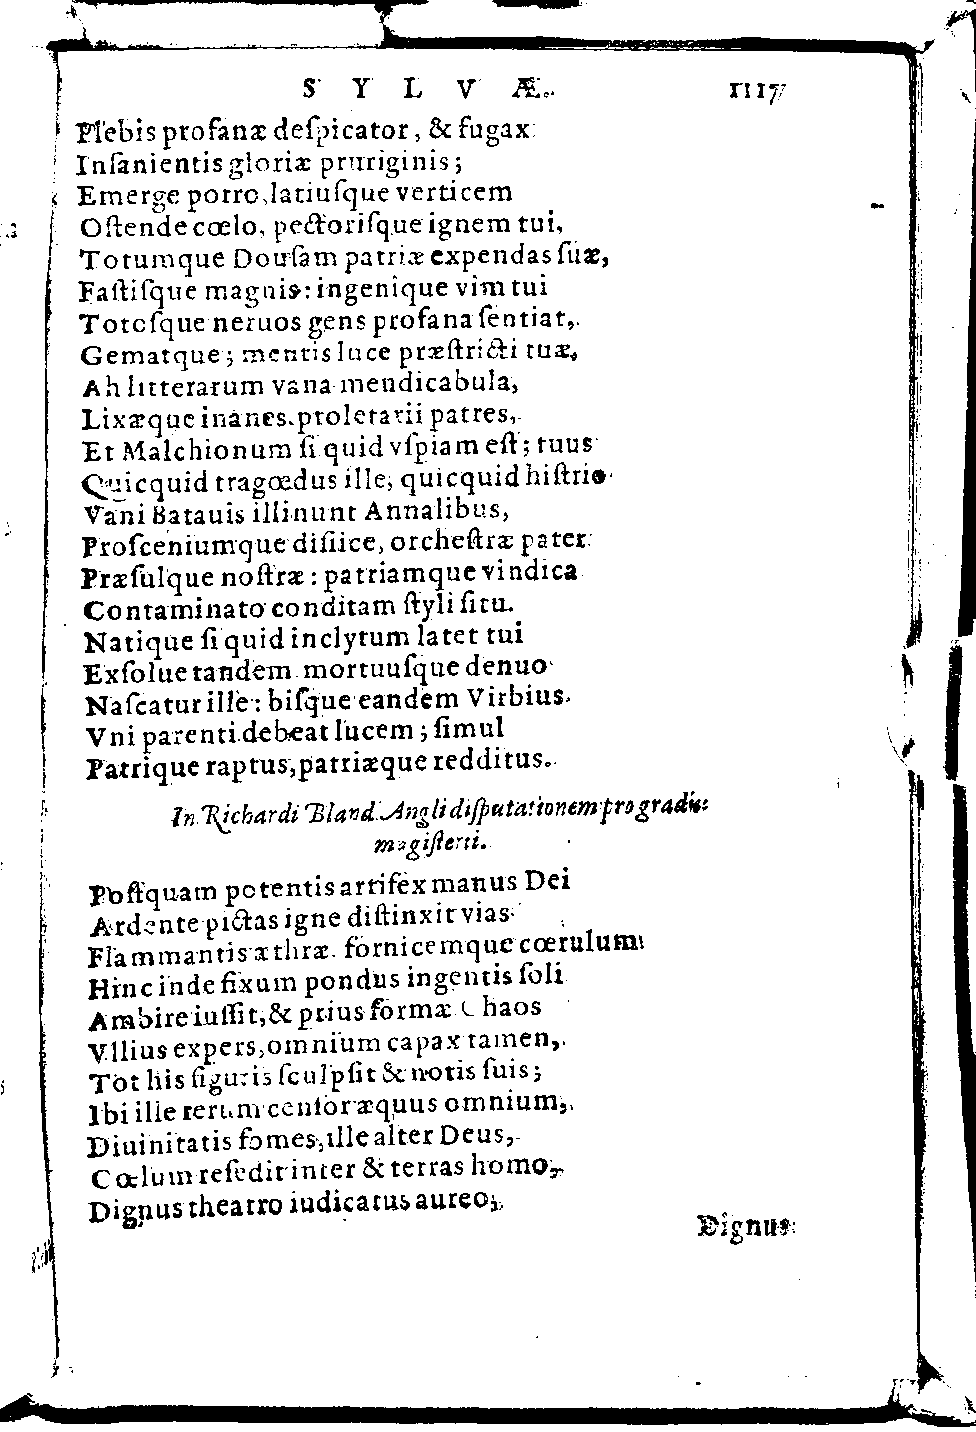 SYLVÆ. 1117
Plebis profanæ deſpicator, & fugax
Inſanientis gloriæ pruriginis;
Emerge porro, latiuſque verticem
Oſtende cœlo, pectoriſque ignem tui,
Totumque Douſam patriæ expendas ſuæ,
Faſtiſque magnis: ingenique vim tui
Totoſque neruos gens profana ſentiat,
Gematque; mentis luce præſtricti tuæ,
Ah litterarum vana mendicabula,
Lixæque inanes, proletarii patres,
Et Malchionum ſi quid vſpiam eſt; tuus
Quicquid tragœdus ille, quicquid hiſtrio
Vani Batauis illinunt Annalibus,
Proſceniumque diſiice, orcheſtræ pater
Præſulque noſtræ: patriamque vindica
Contaminato conditam ſtyli ſitu.
Natique ſi quid inclytum latet tui
Exſolue tandem mortuuſque denuo
Naſcatur ille: biſque eandem Virbius
Vni parenti debeat lucem; ſimul
Patrique raptus, patriæque redditus.
In Richardi Bland Angli diſputationem pro gradu
magiſterii.
Poſtquam potentis artifex manus Dei
Ardente pictas igne diſtinxit vias
Flammantis æthræ fornicemque cœrulum
Hinc inde fixum pondus ingentis ſoli
Ambire iuſſit, & prius formæ Chaos
Vllius expers, omnium capax tamen,
Tot his figuris ſculpſit & notis ſuis;
Ibi ille rerum cenſor æquus omnium,
Diuinitatis fomes, ille alter Deus,
Cœlum reſedit inter & terras homo,
Dignus theatro iudicatus aureo,
Dignus